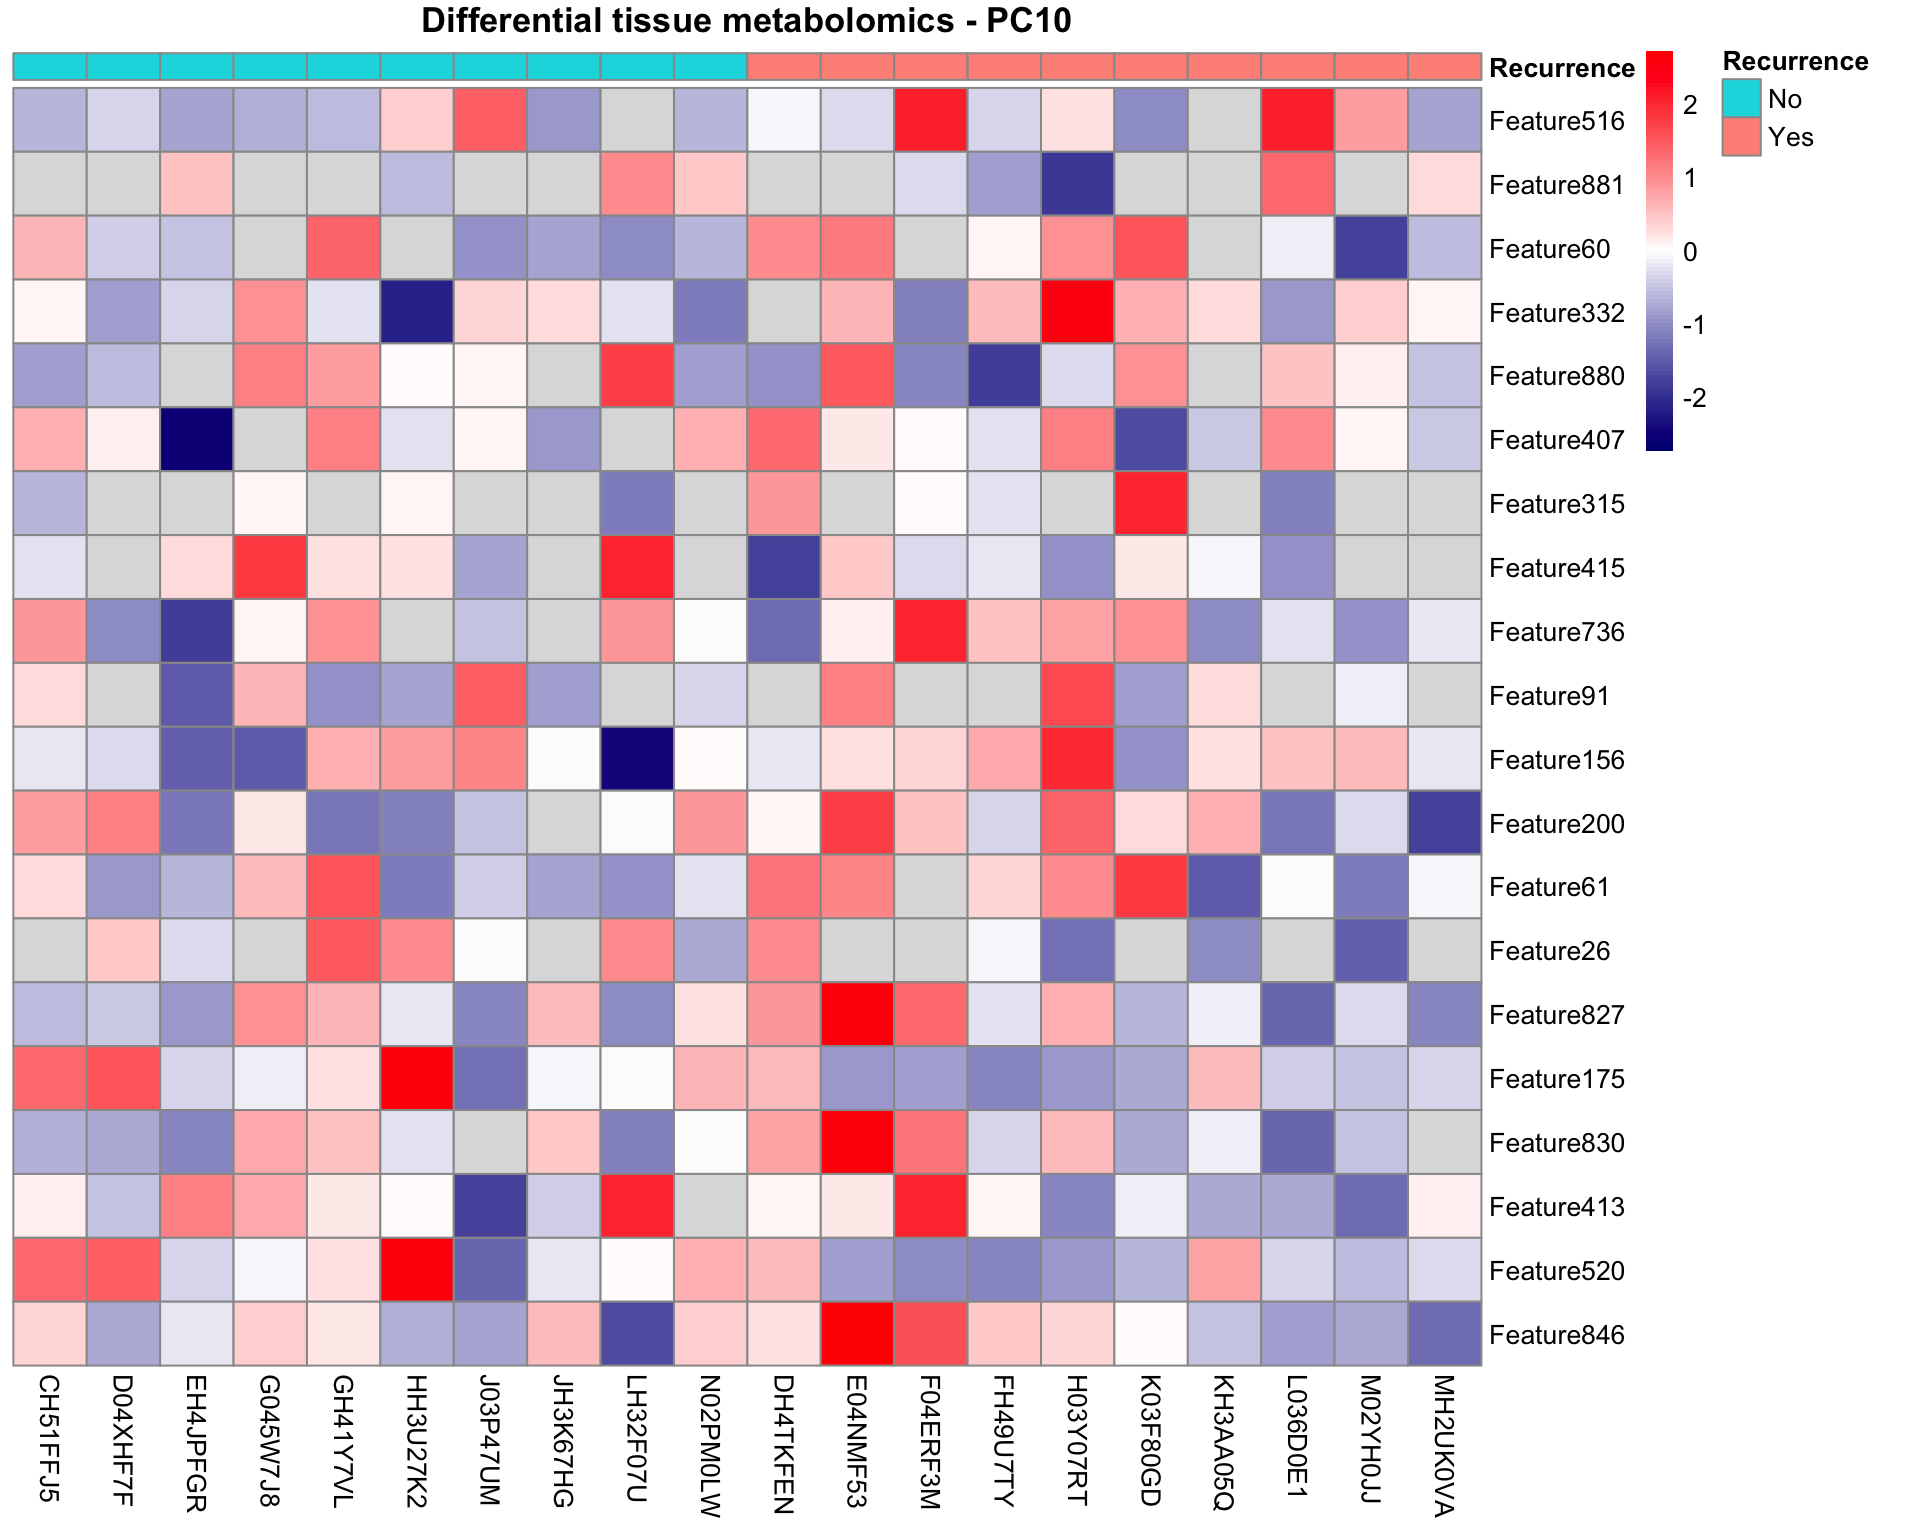 Differential tissue metabolomics - PC10
Recurrence
Feature516
Feature881
Feature60
Feature332
Feature880
Feature407
Feature315
Feature415
Feature736
Feature91
Feature156
Feature200
Feature61
Feature26
Feature827
Feature175
Feature830
Feature413
Feature520
Feature846
2
1
0
-1
-2
Recurrence
No
Yes
CH51FFJ5
D04XHF7F
EH4JPFGR
G045W7J8
GH41Y7VL
HH3U27K2
J03P47UM
JH3K67HG
LH32F07U
N02PM0LW
DH4TKFEN
E04NMF53
F04ERF3M
FH49U7TY
H03Y07RT
K03F80GD
KH3AA05Q
L036D0E1
M02YH0JJ
MH2UK0VA